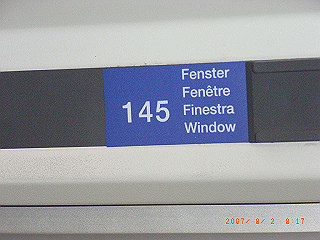 145
Fenster
Fenêtre
Finestra
Window
2007/ 8/ 2 8:17